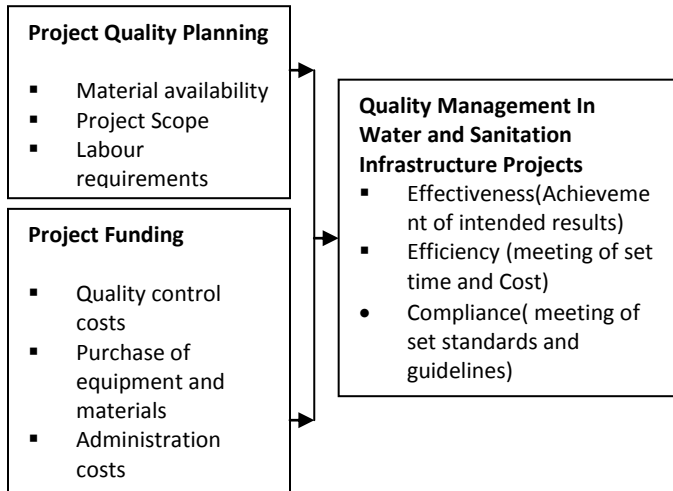 Project Quality Planning
▪ Material availability
▪ Project Scope
▪ Labour
requirements
Project Funding
▪ Quality control
costs
▪ Purchase of
equipment and
materials
▪ Administration
costs
Quality Management In
Water and Sanitation
Infrastructure Projects
▪ Effectiveness(Achieveme
nt of intended results)
▪ Efficiency (meeting of set
time and Cost)
• Compliance( meeting of
set standards and
guidelines)